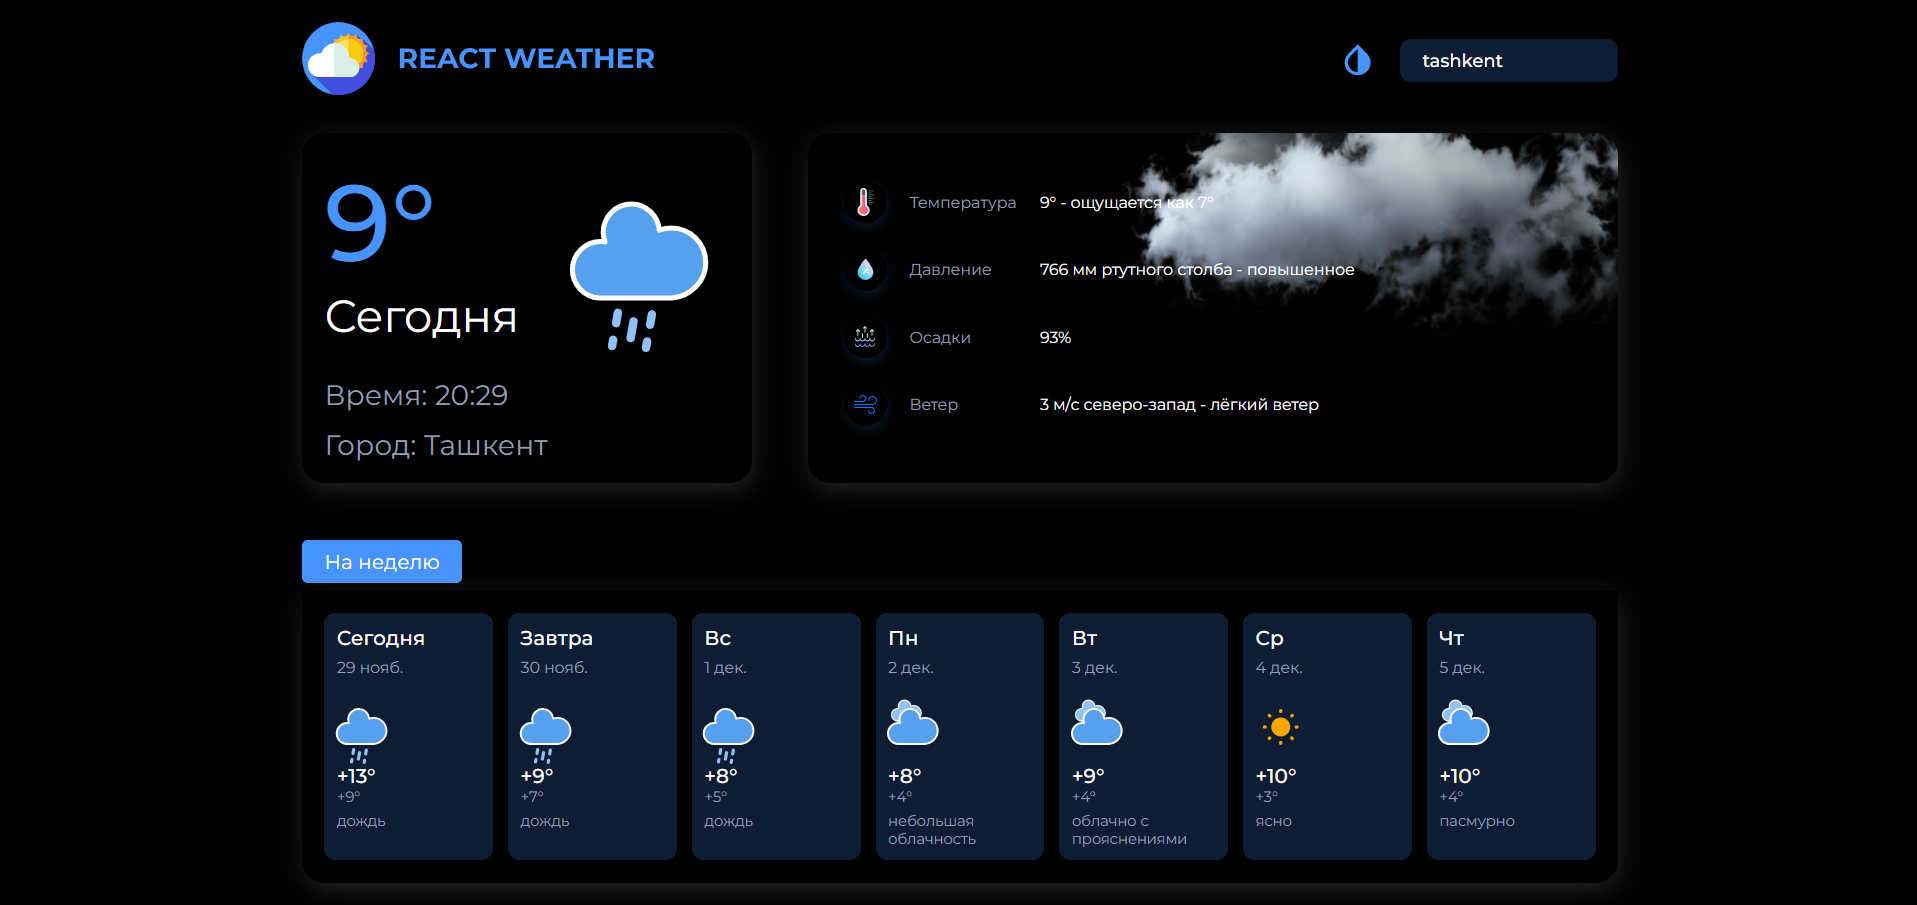 REACT WEATHER
tashkent
9°
Сегодня
Время: 20:29
Город: Ташкент
Температура 9° - ощущается как 7°
Давление 766 мм ртутного столба - повышенное
Осадки 93%
Ветер 3 м/с северо-запад - лёгкий ветер
На неделю
Сегодня
29 нояб.
+13°
+9°
дождь
Завтра
30 нояб.
+9°
+7°
дождь
Вс
1 дек.
+8°
+5°
дождь
Пн
2 дек.
+8°
+4°
небольшая
облачность
Вт
3 дек.
+9°
+4°
облачно с
прояснениями
Ср
4 дек.
+10°
+3°
ясно
Чт
5 дек.
+10°
+4°
пасмурно